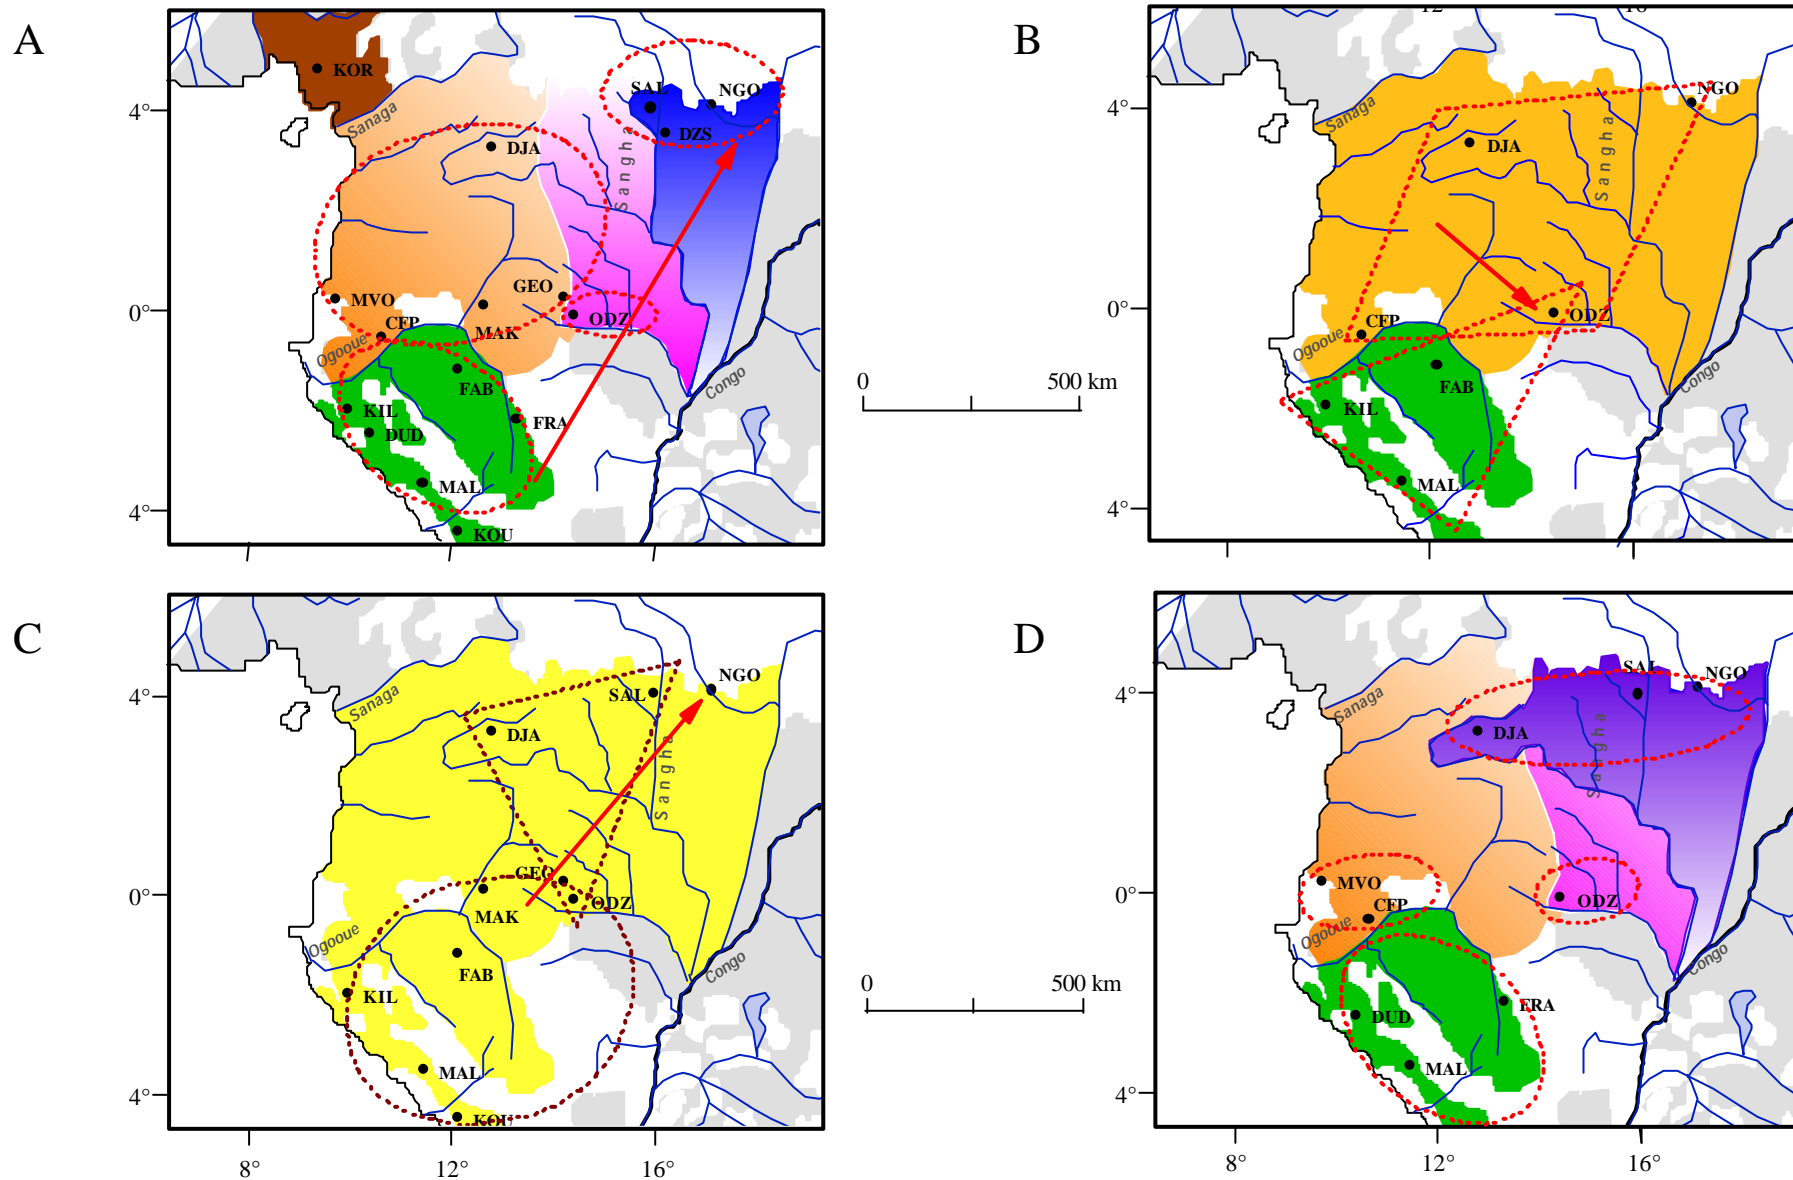 A
KOR
4°
Sanaga
SAL
NGO
DZS
DJA
Sangha
MVO
GEO
0°
CFP
MAK
ODZ
Ogooue
FAB
KIL
FRA
DUD
Congo
MAL
4°
KOU
B
12
16
4°
Sanaga
NGO
DJA
Sangha
0°
CFP
ODZ
Ogooue
FAB
KIL
Congo
MAL
4°
0 500 km
C
4°
Sanaga
SAL
NGO
DJA
Sangha
GEO
0°
MAK
ODZ
Ogooue
FAB
KIL
Congo
MAL
4°
KOU
8° 12° 16°
0 500 km
D
SAL
NGO
4°
Sanaga
DJA
Sangha
MVO
0°
CFP
ODZ
Ogooue
Congo
FRA
DUD
MAL
4°
8° 12° 16°